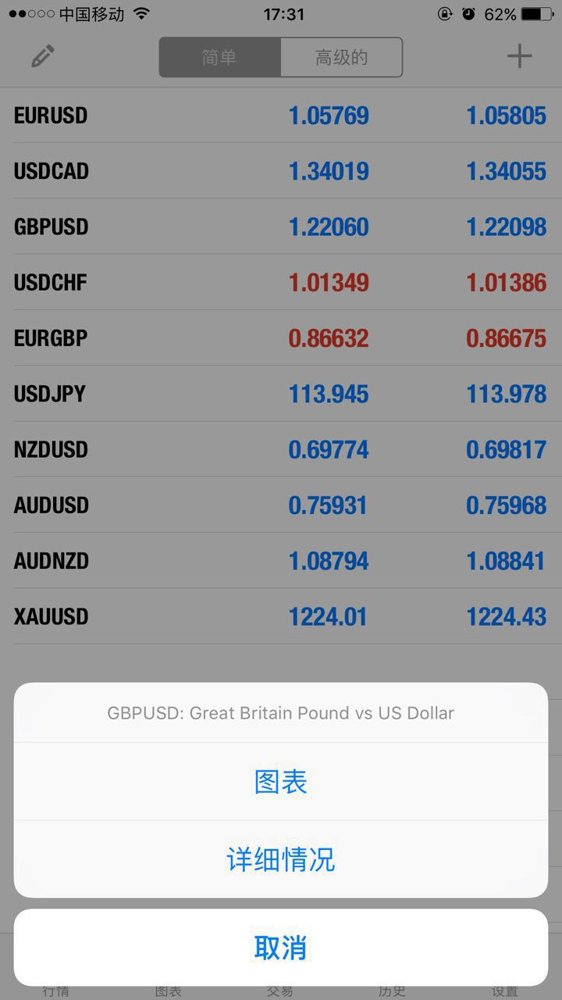 中国移动 17:31 62%
简单 高级的
EURUSD 1.05769 1.05805
USDCAD 1.34019 1.34055
GBPUSD 1.22060 1.22098
USDCHF 1.01349 1.01386
EURGBP 0.86632 0.86675
USDJPY 113.945 113.978
NZDUSD 0.69774 0.69817
AUDUSD 0.75931 0.75968
AUDNZD 1.08794 1.08841
XAUUSD 1224.01 1224.43
GBPUSD: Great Britain Pound vs US Dollar
图表
详细情况
取消
行情 图表 交易 历史 设置